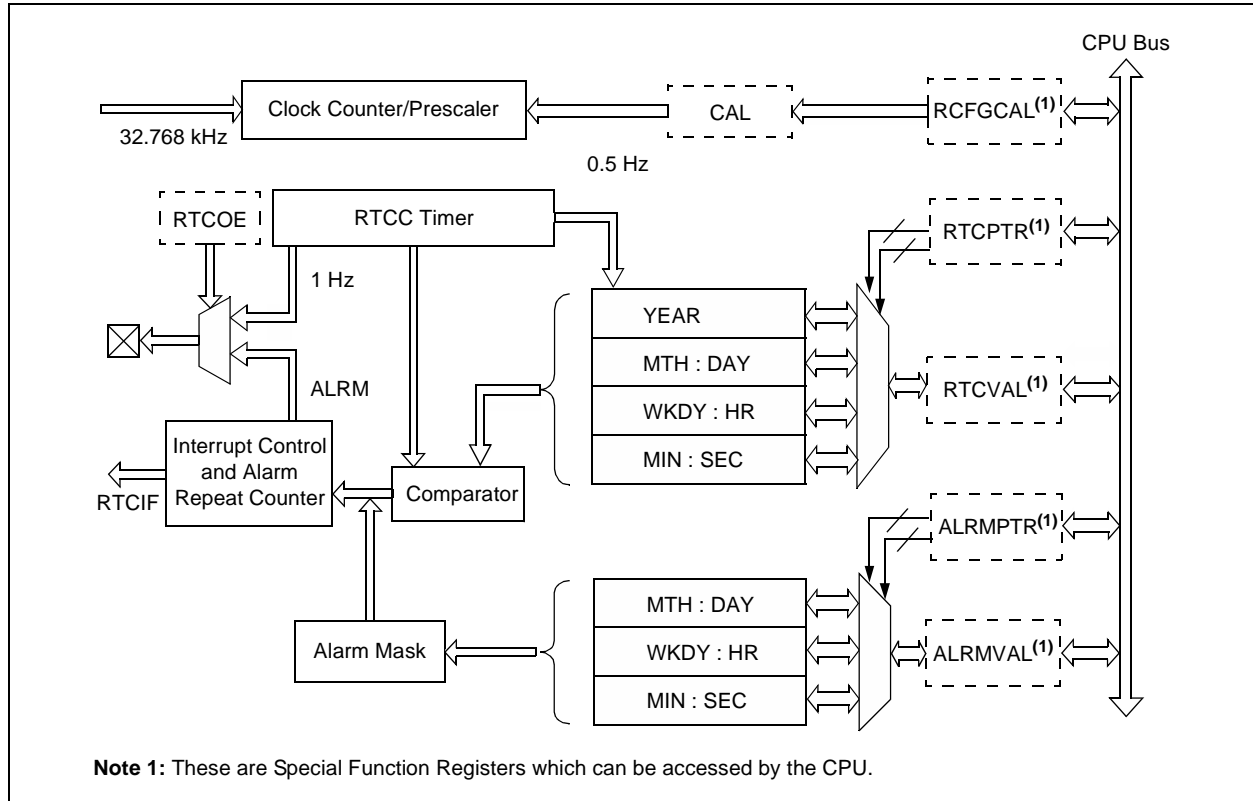 CPU Bus
Clock Counter/Prescaler
CAL
RCFGCAL(1)
32.768 kHz
0.5 Hz
RTCOE
RTCC Timer
RTCPTR(1)
1 Hz
YEAR
MTH : DAY
WKDY : HR
MIN : SEC
RTCVAL(1)
ALRM
Interrupt Control
and Alarm
Repeat Counter
RTCIF
Comparator
ALRMPTR(1)
MTH : DAY
WKDY : HR
MIN : SEC
Alarm Mask
ALRMVAL(1)
Note 1: These are Special Function Registers which can be accessed by the CPU.